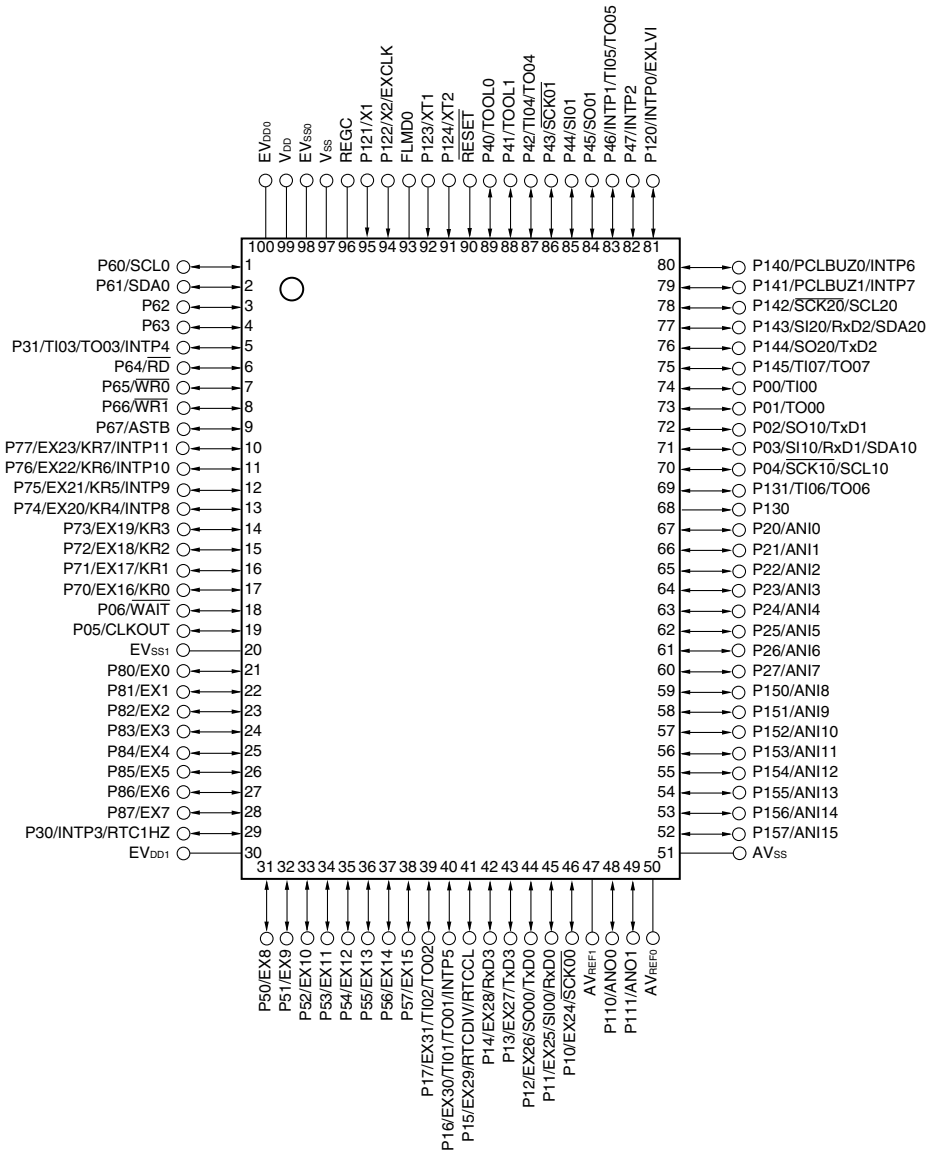 EVDD0
VDD
EVSS0
VSS
REGC
P121/X1
P122/X2/EXCLK
FLMD0
P123/XT1
P124/XT2
RESET
P40/TOOL0
P41/TOOL1
P42/TI04/TO04
P43/SCK01
P44/SI01
P45/SO01
P46/INTP1/TI05/TO05
P47/INTP2
P120/INTP0/EXLVI
100 99 98 97 96 95 94 93 92 91 90 89 88 87 86 85 84 83 82 81
P60/SCL0 1
P61/SDA0 2
P62 3
P63 4
P31/TI03/TO03/INTP4 5
P64/RD 6
P65/WR0 7
P66/WR1 8
P67/ASTB 9
P77/EX23/KR7/INTP11 10
P76/EX22/KR6/INTP10 11
P75/EX21/KR5/INTP9 12
P74/EX20/KR4/INTP8 13
P73/EX19/KR3 14
P72/EX18/KR2 15
P71/EX17/KR1 16
P70/EX16/KR0 17
P06/WAIT 18
P05/CLKOUT 19
EVSS1 20
P80/EX0 21
P81/EX1 22
P82/EX2 23
P83/EX3 24
P84/EX4 25
P85/EX5 26
P86/EX6 27
P87/EX7 28
P30/INTP3/RTC1HZ 29
EVDD1 30
80 P140/PCLBUZ0/INTP6
79 P141/PCLBUZ1/INTP7
78 P142/SCK20/SCL20
77 P143/SI20/RxD2/SDA20
76 P144/SO20/TxD2
75 P145/TI07/TO07
74 P00/TI00
73 P01/TO00
72 P02/SO10/TxD1
71 P03/SI10/RxD1/SDA10
70 P04/SCK10/SCL10
69 P131/TI06/TO06
68 P130
67 P20/ANI0
66 P21/ANI1
65 P22/ANI2
64 P23/ANI3
63 P24/ANI4
62 P25/ANI5
61 P26/ANI6
60 P27/ANI7
59 P150/ANI8
58 P151/ANI9
57 P152/ANI10
56 P153/ANI11
55 P154/ANI12
54 P155/ANI13
53 P156/ANI14
52 P157/ANI15
51 AVSS
31 32 33 34 35 36 37 38 39 40 41 42 43 44 45 46 47 48 49 50
P50/EX8
P51/EX9
P52/EX10
P53/EX11
P54/EX12
P55/EX13
P56/EX14
P57/EX15
P17/EX31/TI02/TO02
P16/EX30/TI01/TO01/INTP5
P15/EX29/RTCDIV/RTCCL
P14/EX28/RxD3
P13/EX27/TxD3
P12/EX26/SO00/TxD0
P11/EX25/SI00/RxD0
P10/EX24/SCK00
AVREF1
P110/ANO0
P111/ANO1
AVREF0